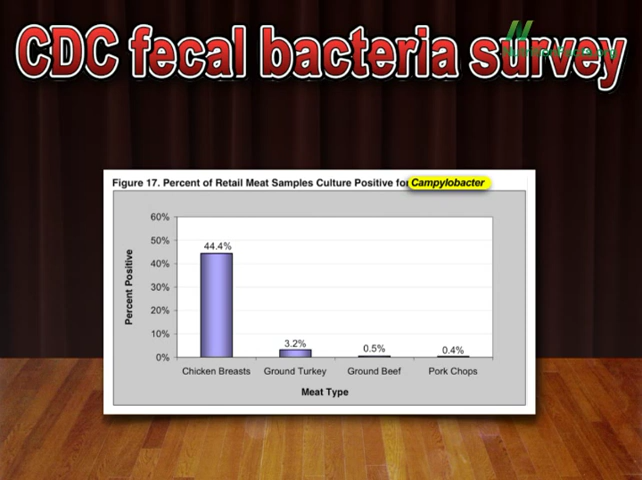 CDC fecal bacteria survey
Figure 17. Percent of Retail Meat Samples Culture Positive for Campylobacter
60%
50%
40%
30%
20%
10%
0%
Percent Positive
44.4%
3.2%
0.5%
0.4%
Chicken Breasts Ground Turkey Ground Beef Pork Chops
Meat Type